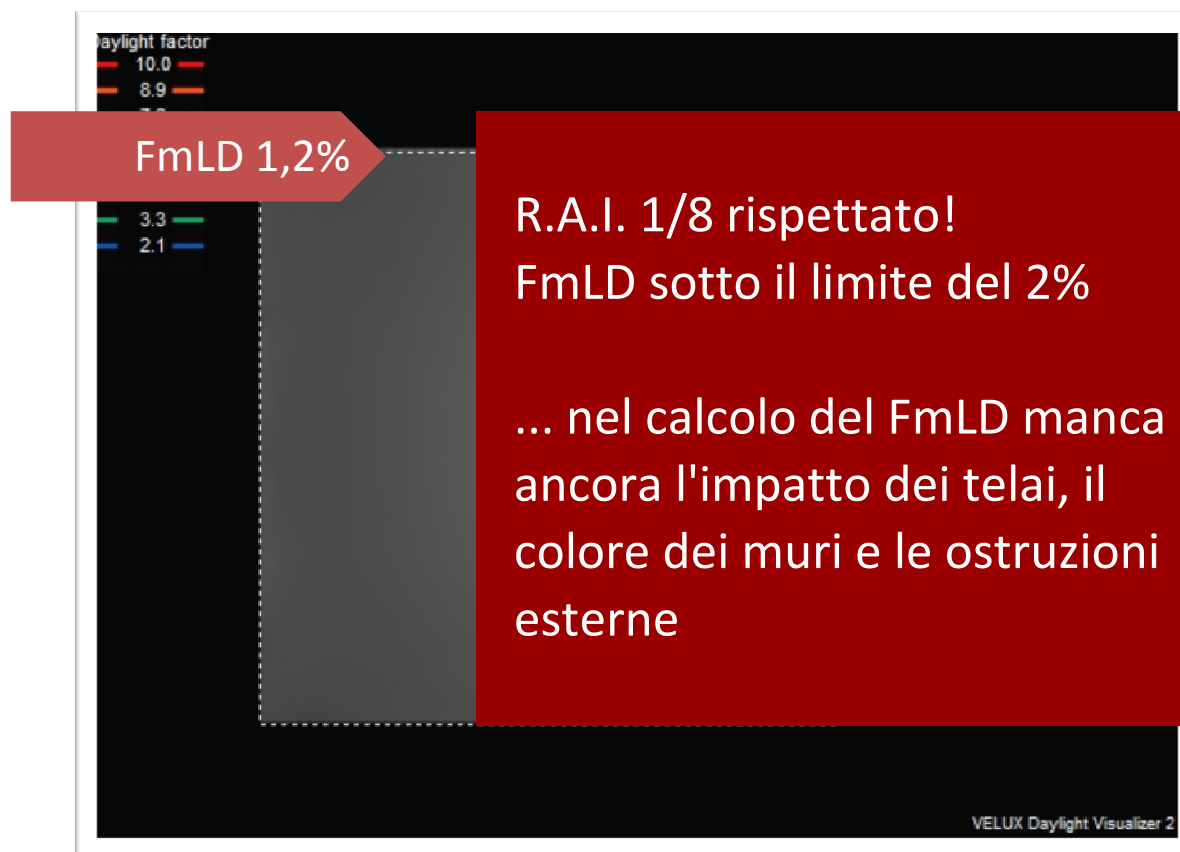 aylight factor
10.0
8.9
FmLD 1,2%
3.3
2.1
R.A.I. 1/8 rispettato!
FmLD sotto il limite del 2%
... nel calcolo del FmLD manca
ancora l'impatto dei telai, il
colore dei muri e le ostruzioni
esterne
VELUX Daylight Visualizer 2